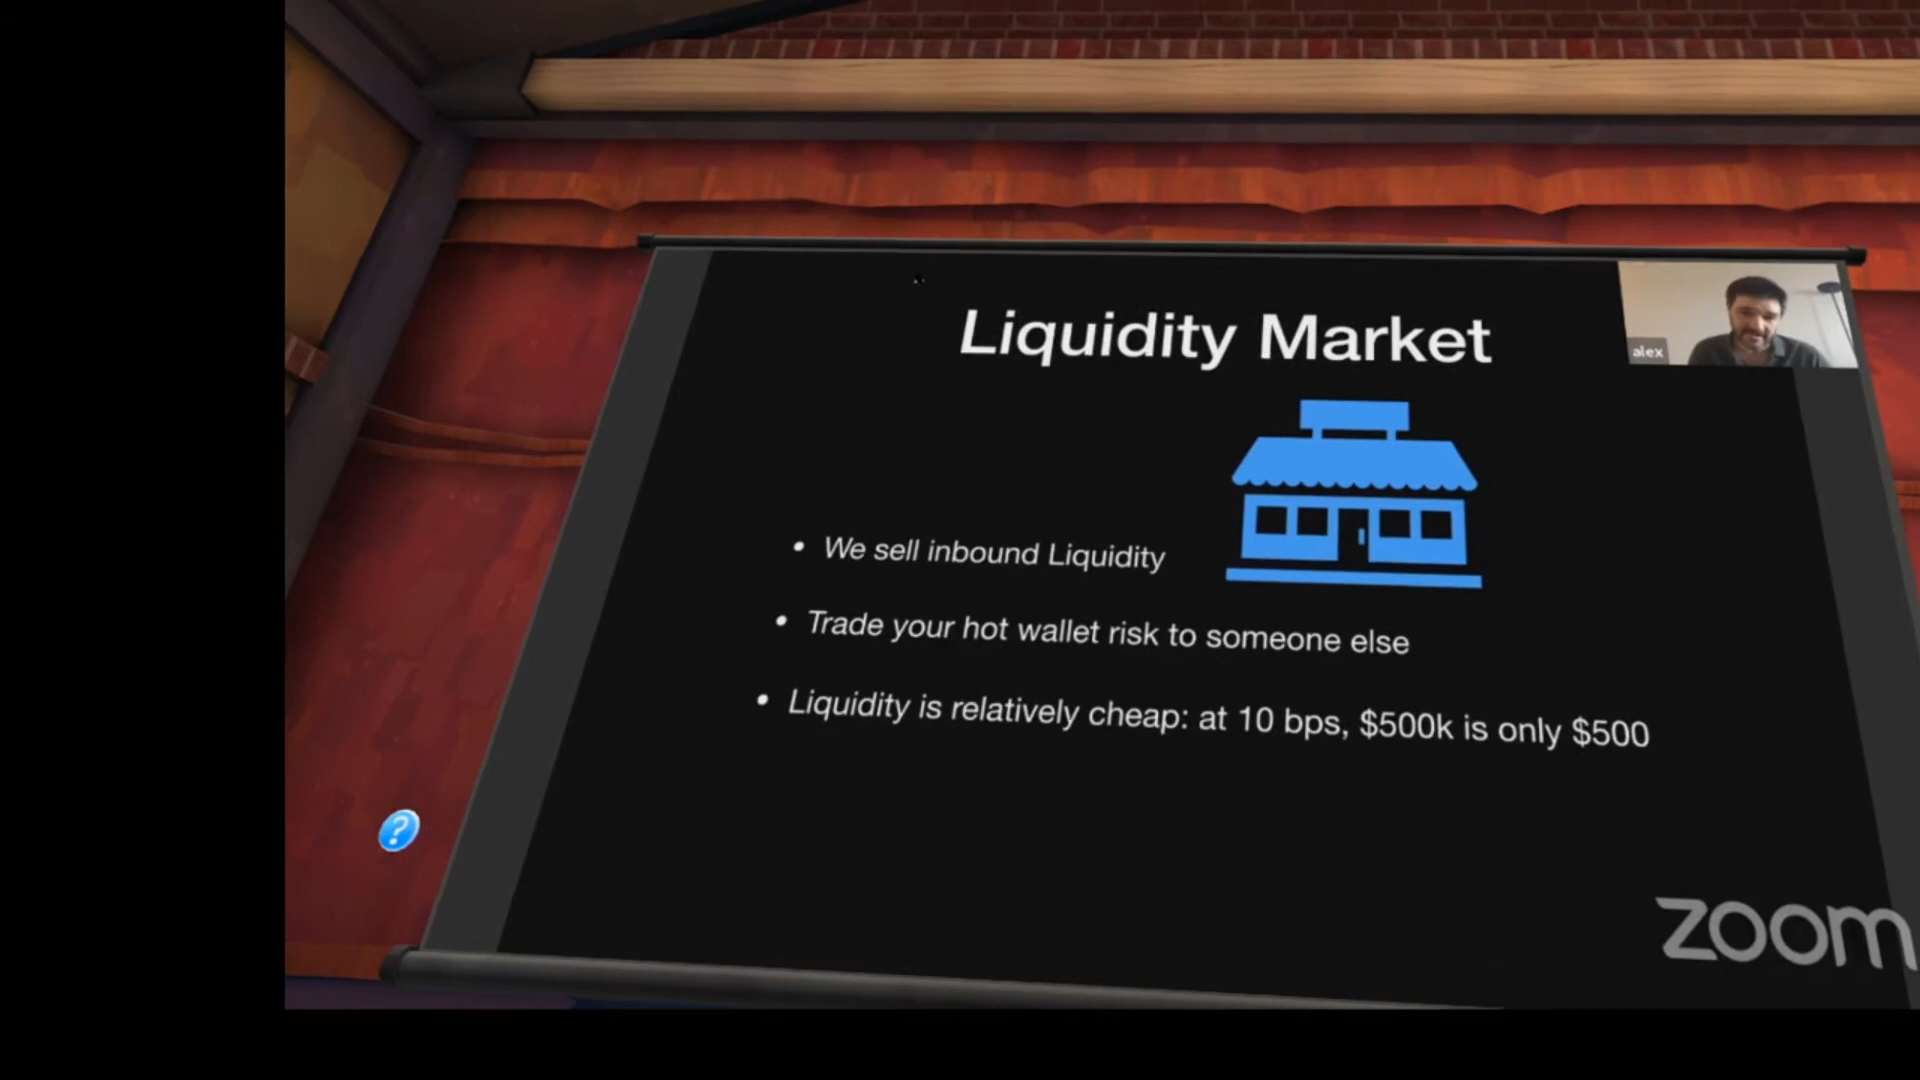 Liquidity Market
alex
• We sell inbound Liquidity
• Trade your hot wallet risk to someone else
• Liquidity is relatively cheap: at 10 bps, $500k is only $500
?
zoom